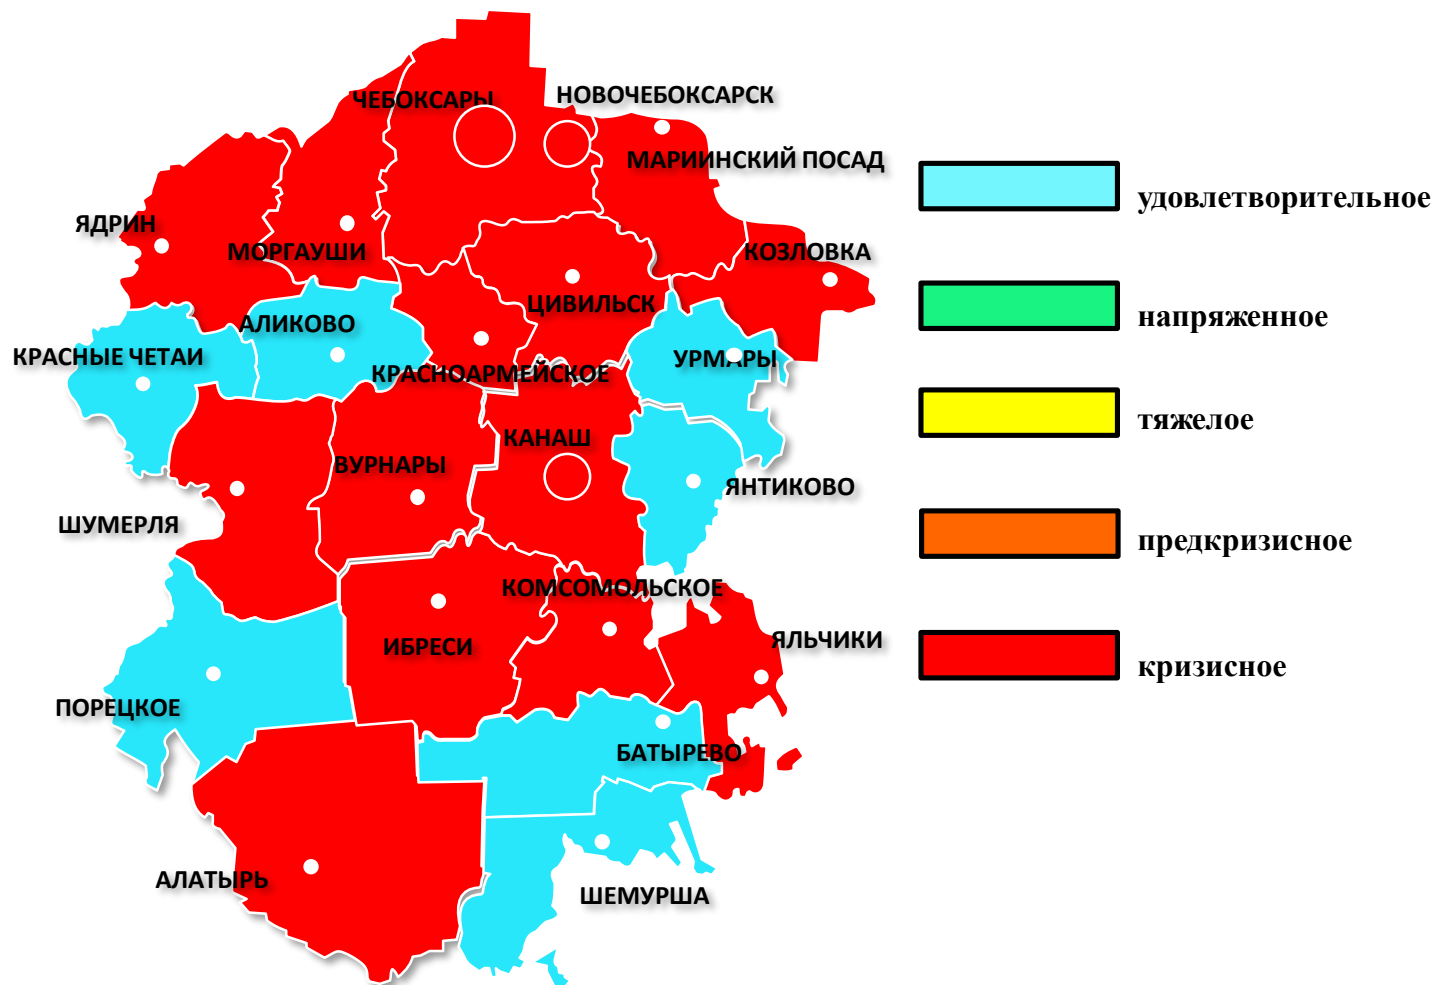 ЧЕБОКСАРЫ
НОВОЧЕБОКСАРСК
МАРИИНСКИЙ ПОСАД
ЯДРИН
МОРГАУШИ
КОЗЛОВКА
ЦИВИЛЬСК
АЛИКОВО
КРАСНЫЕ ЧЕТАИ
КРАСНОАРМЕЙСКОЕ
УРМАРЫ
КАНАШ
ВУРНАРЫ
ЯНТИКОВО
ШУМЕРЛЯ
КОМСОМОЛЬСКОЕ
ИБРЕСИ
ЯЛЬЧИКИ
ПОРЕЦКОЕ
БАТЫРЕВО
АЛАТЫРЬ
ШЕМУРША
удовлетворительное
напряженное
тяжелое
предкризисное
кризисное